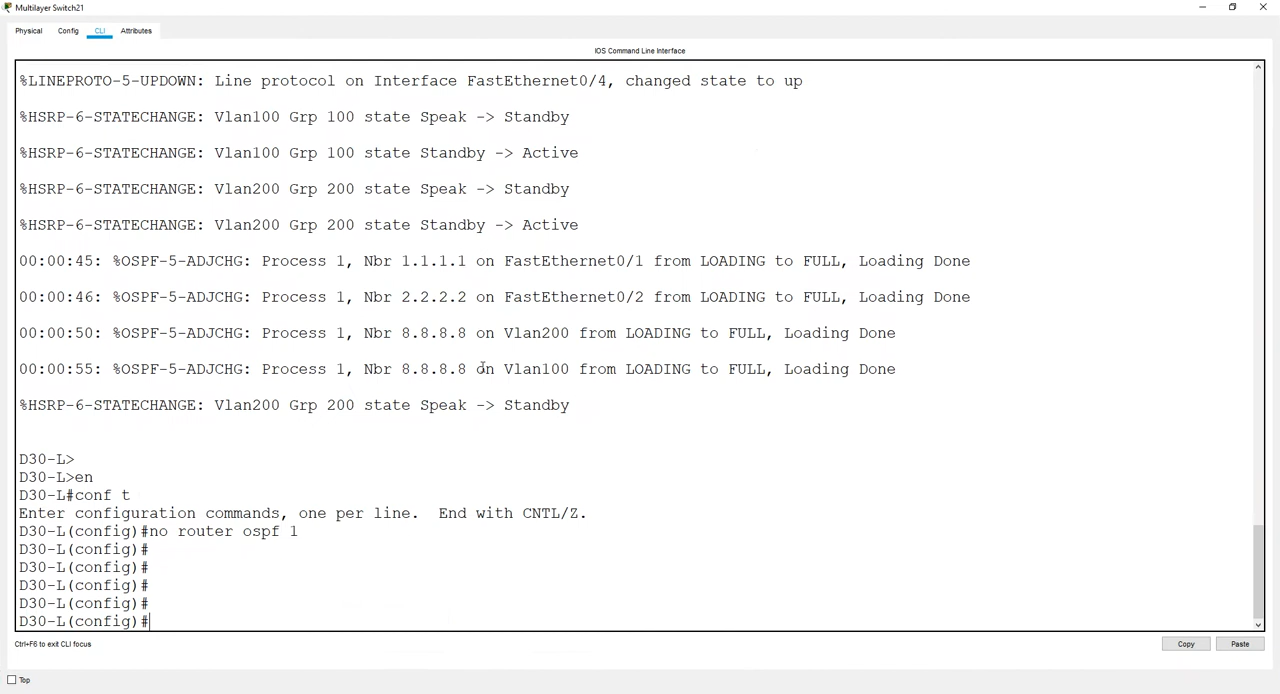 Multilayer Switch21
Physical Config CLI Attributes
IOS Command Line Interface
%LINEPROTO-5-UPDOWN: Line protocol on Interface FastEthernet0/4, changed state to up
%HSRP-6-STATECHANGE: Vlan100 Grp 100 state Speak -> Standby
%HSRP-6-STATECHANGE: Vlan100 Grp 100 state Standby -> Active
%HSRP-6-STATECHANGE: Vlan200 Grp 200 state Speak -> Standby
%HSRP-6-STATECHANGE: Vlan200 Grp 200 state Standby -> Active
00:00:45: %OSPF-5-ADJCHG: Process 1, Nbr 1.1.1.1 on FastEthernet0/1 from LOADING to FULL, Loading Done
00:00:46: %OSPF-5-ADJCHG: Process 1, Nbr 2.2.2.2 on FastEthernet0/2 from LOADING to FULL, Loading Done
00:00:50: %OSPF-5-ADJCHG: Process 1, Nbr 8.8.8.8 on Vlan200 from LOADING to FULL, Loading Done
00:00:55: %OSPF-5-ADJCHG: Process 1, Nbr 8.8.8.8 on Vlan100 from LOADING to FULL, Loading Done
%HSRP-6-STATECHANGE: Vlan200 Grp 200 state Speak -> Standby
D30-L>
D30-L>en
D30-L#conf t
Enter configuration commands, one per line.  End with CNTL/Z.
D30-L(config)#no router ospf 1
D30-L(config)#
D30-L(config)#
D30-L(config)#
D30-L(config)#
D30-L(config)#
Ctrl+F6 to exit CLI focus
Copy Paste
Top